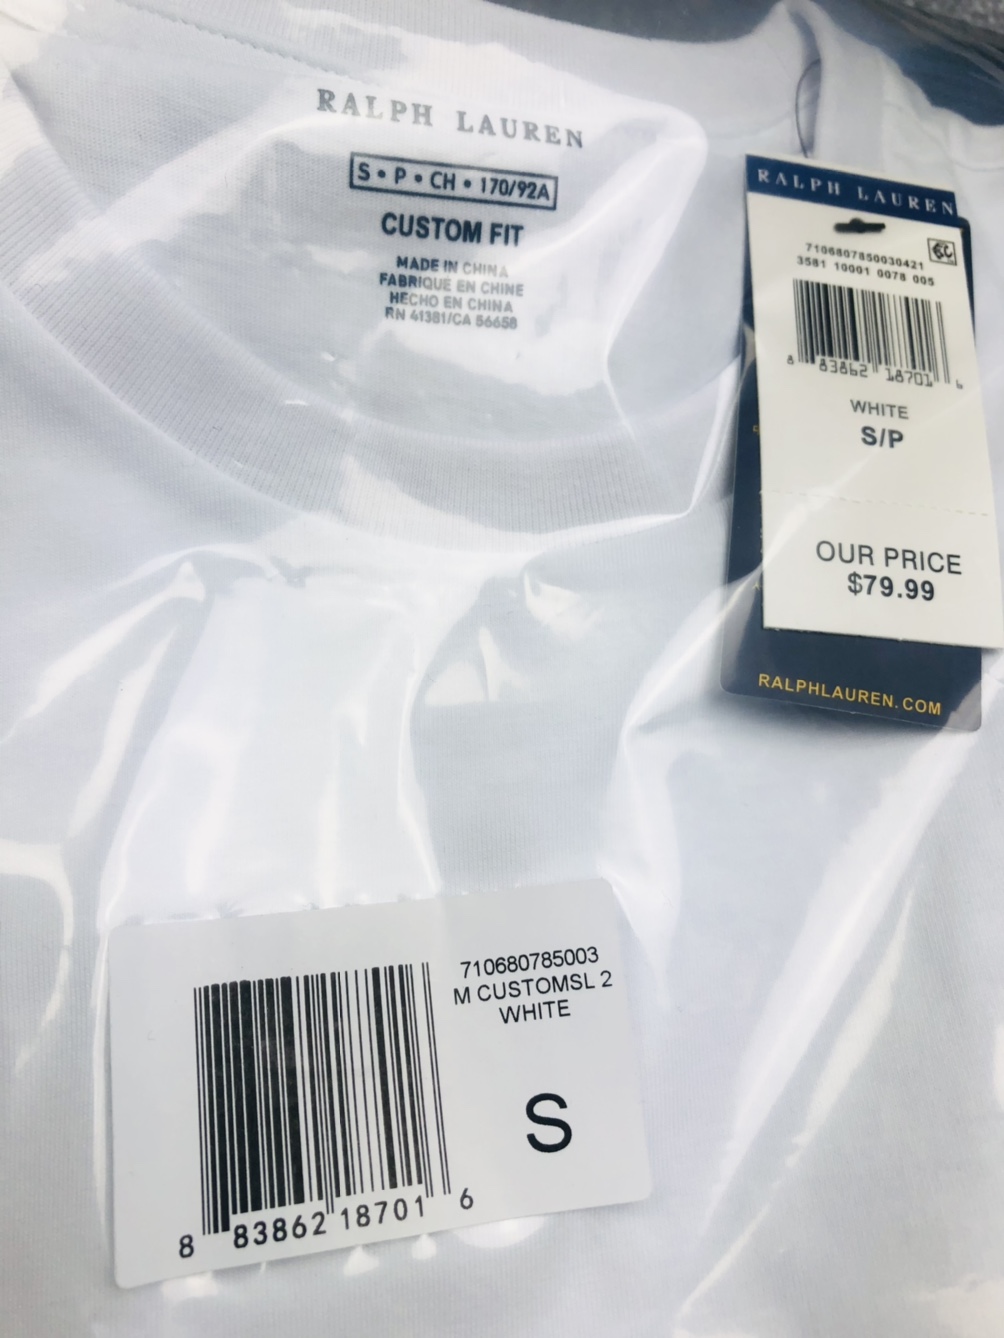 RALPH LAUREN
S • P • CH • 170/92A
CUSTOM FIT
MADE IN CHINA
FABRIQUE EN CHINE
HECHO EN CHINA
RN 41381/CA 56658
RALPH LAUREN
7106807850030421
3581 10001 0078 005
8 83862 18701 6
WHITE
S/P
OUR PRICE
$79.99
RALPHLAUREN.COM
710680785003
M CUSTOMSL 2
WHITE
S
8 83862 18701 6